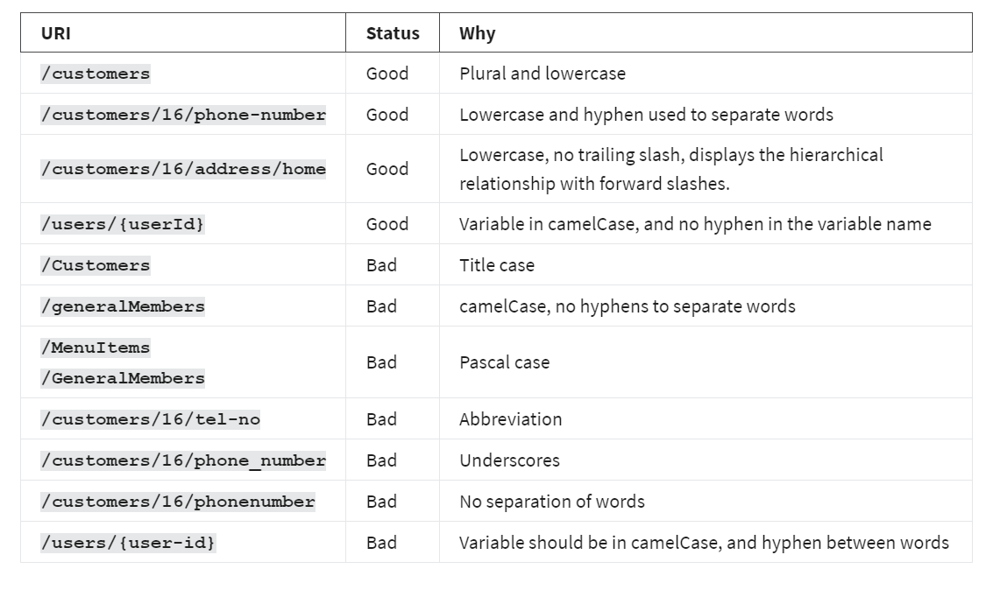 URI Status Why
/customers Good Plural and lowercase
/customers/16/phone-number Good Lowercase and hyphen used to separate words
/customers/16/address/home Good Lowercase, no trailing slash, displays the hierarchical
relationship with forward slashes.
/users/{userId} Good Variable in camelCase, and no hyphen in the variable name
/Customers Bad Title case
/generalMembers Bad camelCase, no hyphens to separate words
/MenuItems
/GeneralMembers Bad Pascal case
/customers/16/tel-no Bad Abbreviation
/customers/16/phone_number Bad Underscores
/customers/16/phonenumber Bad No separation of words
/users/{user-id} Bad Variable should be in camelCase, and hyphen between words